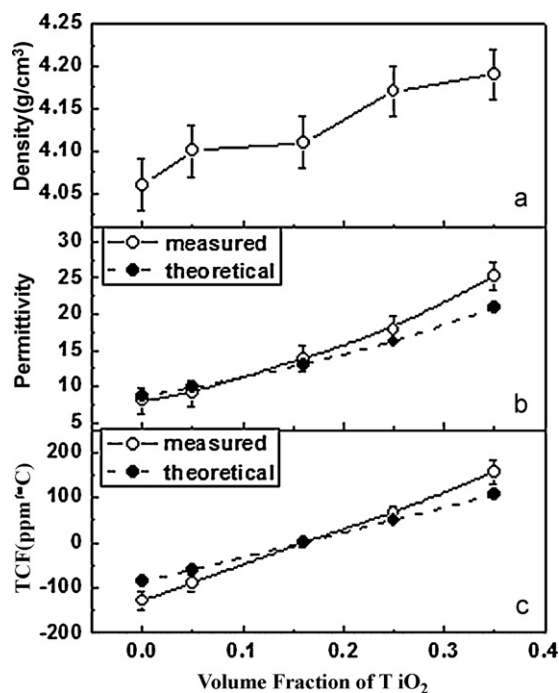 4.25
4.20
4.15
4.10
4.05
Density(g/cm³)
a
30
25
20
15
10
5
Permittivity
measured
theoretical
b
200
100
0
-100
-200
TCF(ppm/°C)
measured
theoretical
c
0.0 0.1 0.2 0.3 0.4
Volume Fraction of T iO₂